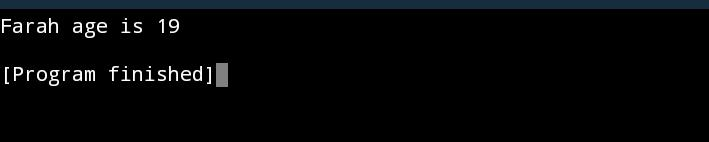 Farah age is 19
[Program finished]